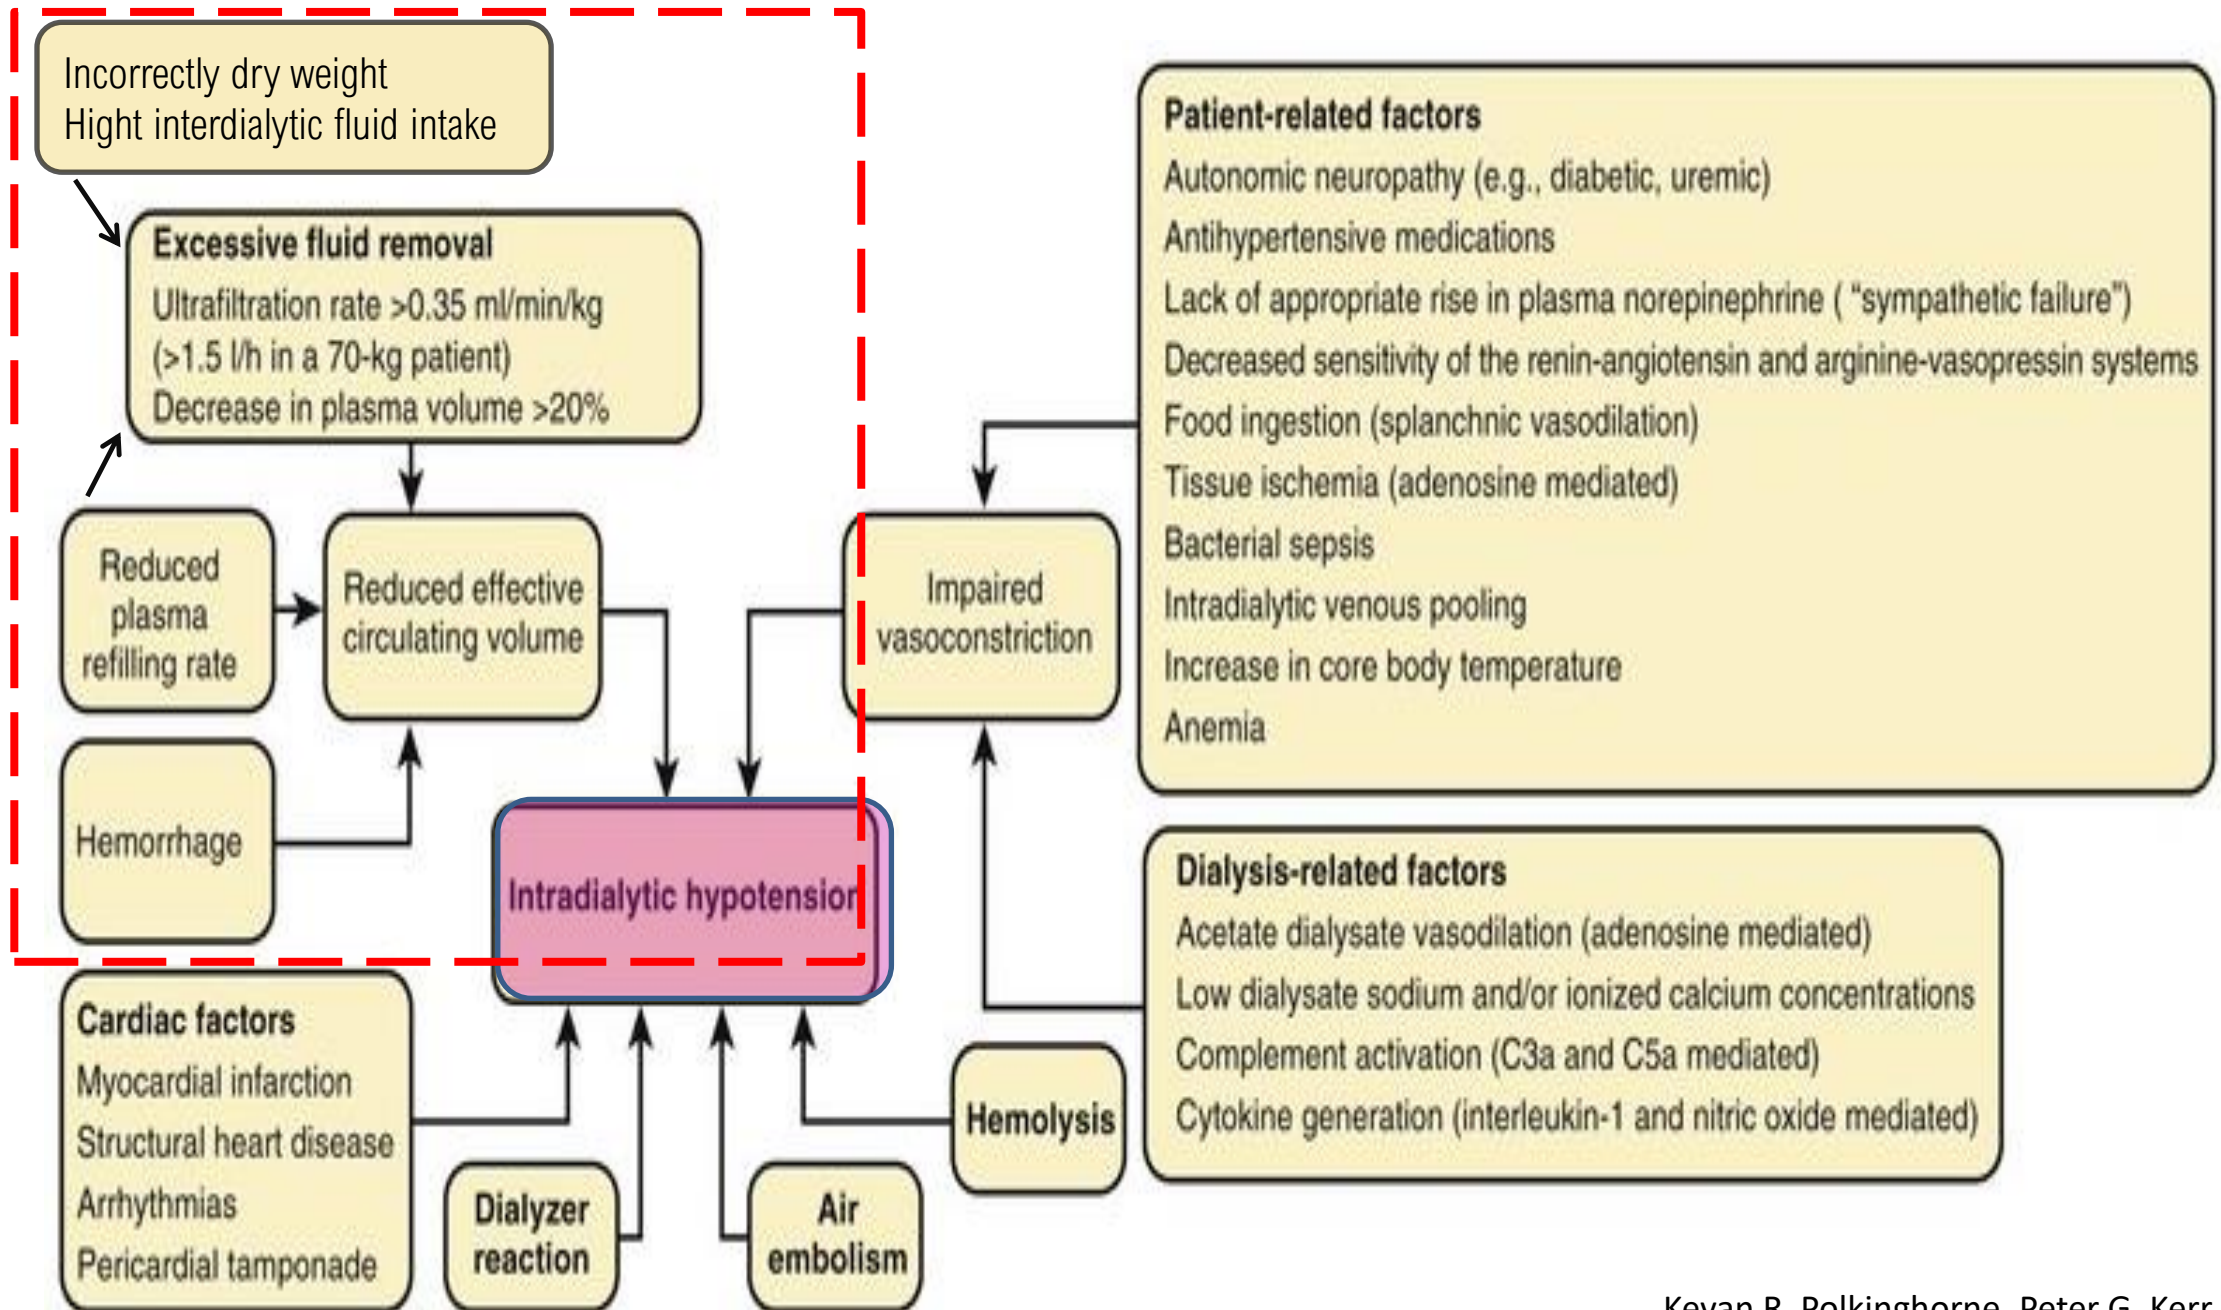 Incorrectly dry weight
Hight interdialytic fluid intake
Excessive fluid removal
Ultrafiltration rate >0.35 ml/min/kg
(>1.5 l/h in a 70-kg patient)
Decrease in plasma volume >20%
Reduced
plasma
refilling rate
Reduced effective
circulating volume
Hemorrhage
Impaired
vasoconstriction
Intradialytic hypotension
Patient-related factors
Autonomic neuropathy (e.g., diabetic, uremic)
Antihypertensive medications
Lack of appropriate rise in plasma norepinephrine ( “sympathetic failure”)
Decreased sensitivity of the renin-angiotensin and arginine-vasopressin systems
Food ingestion (splanchnic vasodilation)
Tissue ischemia (adenosine mediated)
Bacterial sepsis
Intradialytic venous pooling
Increase in core body temperature
Anemia
Dialysis-related factors
Acetate dialysate vasodilation (adenosine mediated)
Low dialysate sodium and/or ionized calcium concentrations
Complement activation (C3a and C5a mediated)
Cytokine generation (interleukin-1 and nitric oxide mediated)
Cardiac factors
Myocardial infarction
Structural heart disease
Arrhythmias
Pericardial tamponade
Dialyzer
reaction
Air
embolism
Hemolysis
Kevan R. Polkinghorne, Peter G. Kerr